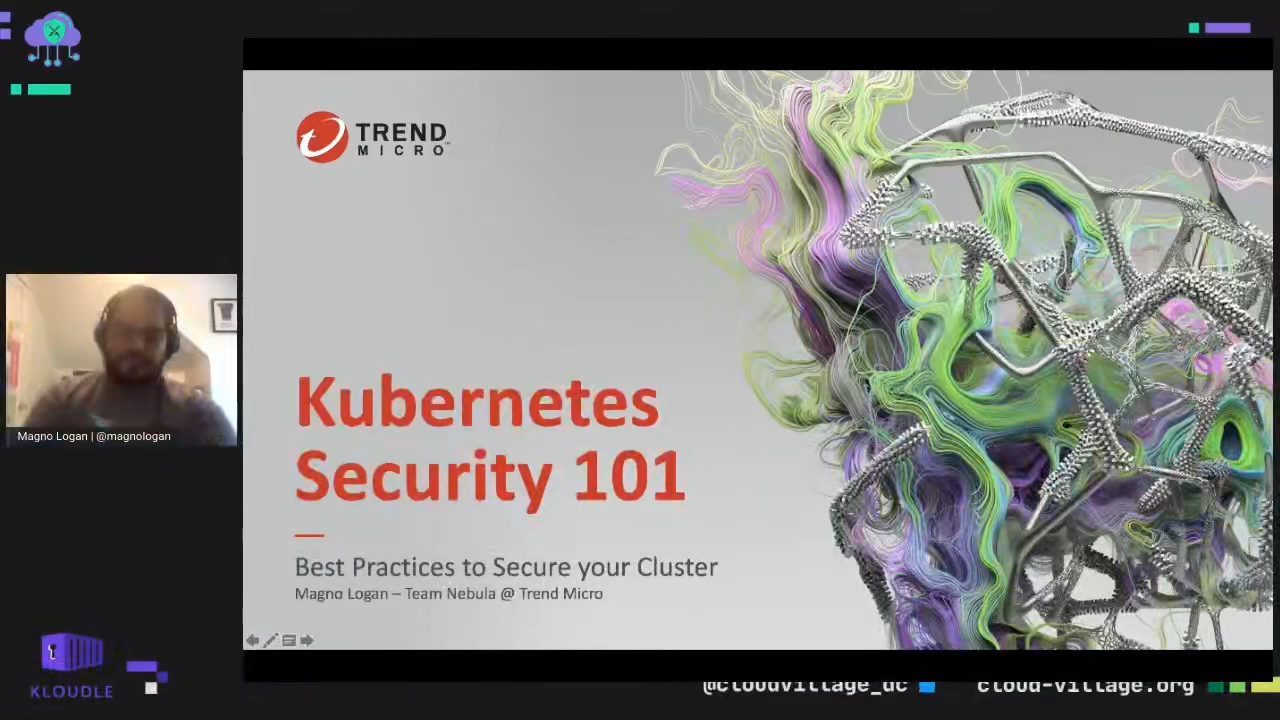 TREND
MICRO
Kubernetes
Security 101
Best Practices to Secure your Cluster
Magno Logan – Team Nebula @ Trend Micro
Magno Logan | @magnologan
KLOUDLE
@cloudvillage_dc
cloud-village.org